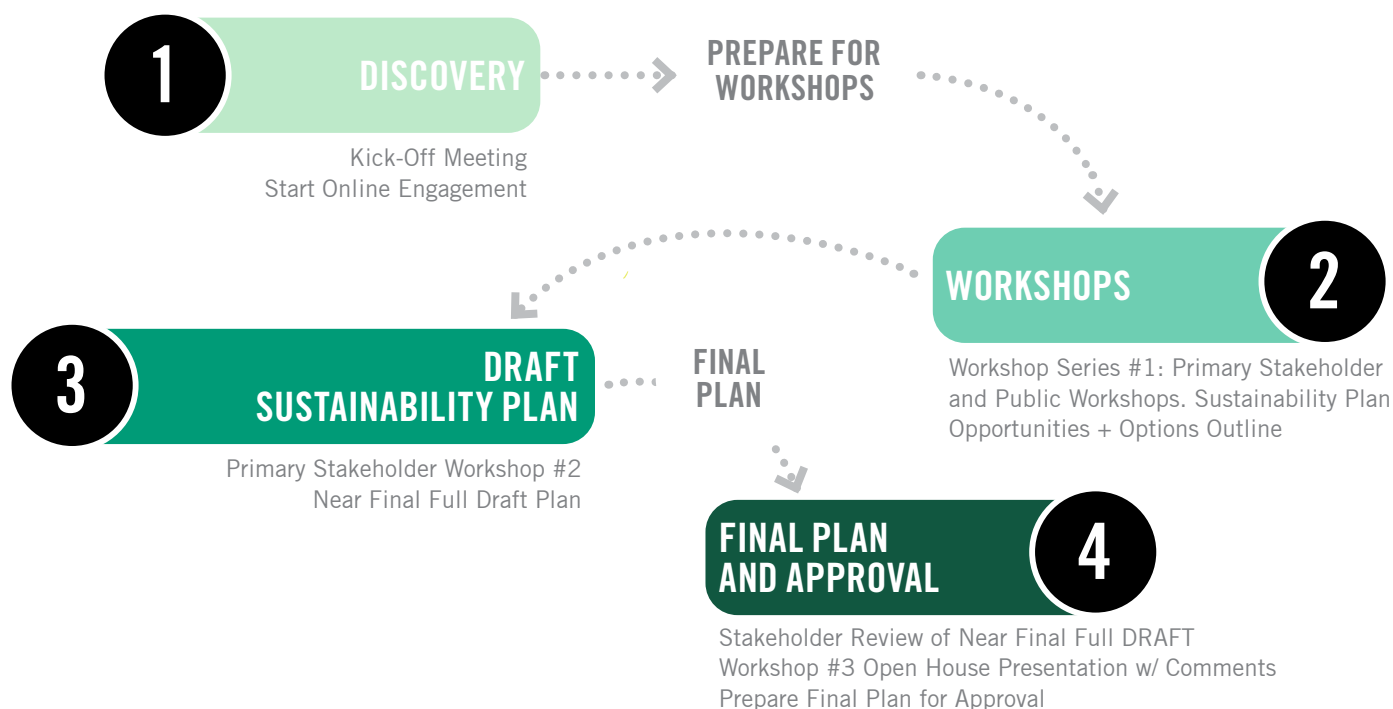 1
DISCOVERY
Kick-Off Meeting
Start Online Engagement
PREPARE FOR
WORKSHOPS
2
WORKSHOPS
Workshop Series #1: Primary Stakeholder
and Public Workshops. Sustainability Plan
Opportunities + Options Outline
3
DRAFT
SUSTAINABILITY PLAN
Primary Stakeholder Workshop #2
Near Final Full Draft Plan
FINAL
PLAN
4
FINAL PLAN
AND APPROVAL
Stakeholder Review of Near Final Full DRAFT
Workshop #3 Open House Presentation w/ Comments
Prepare Final Plan for Approval